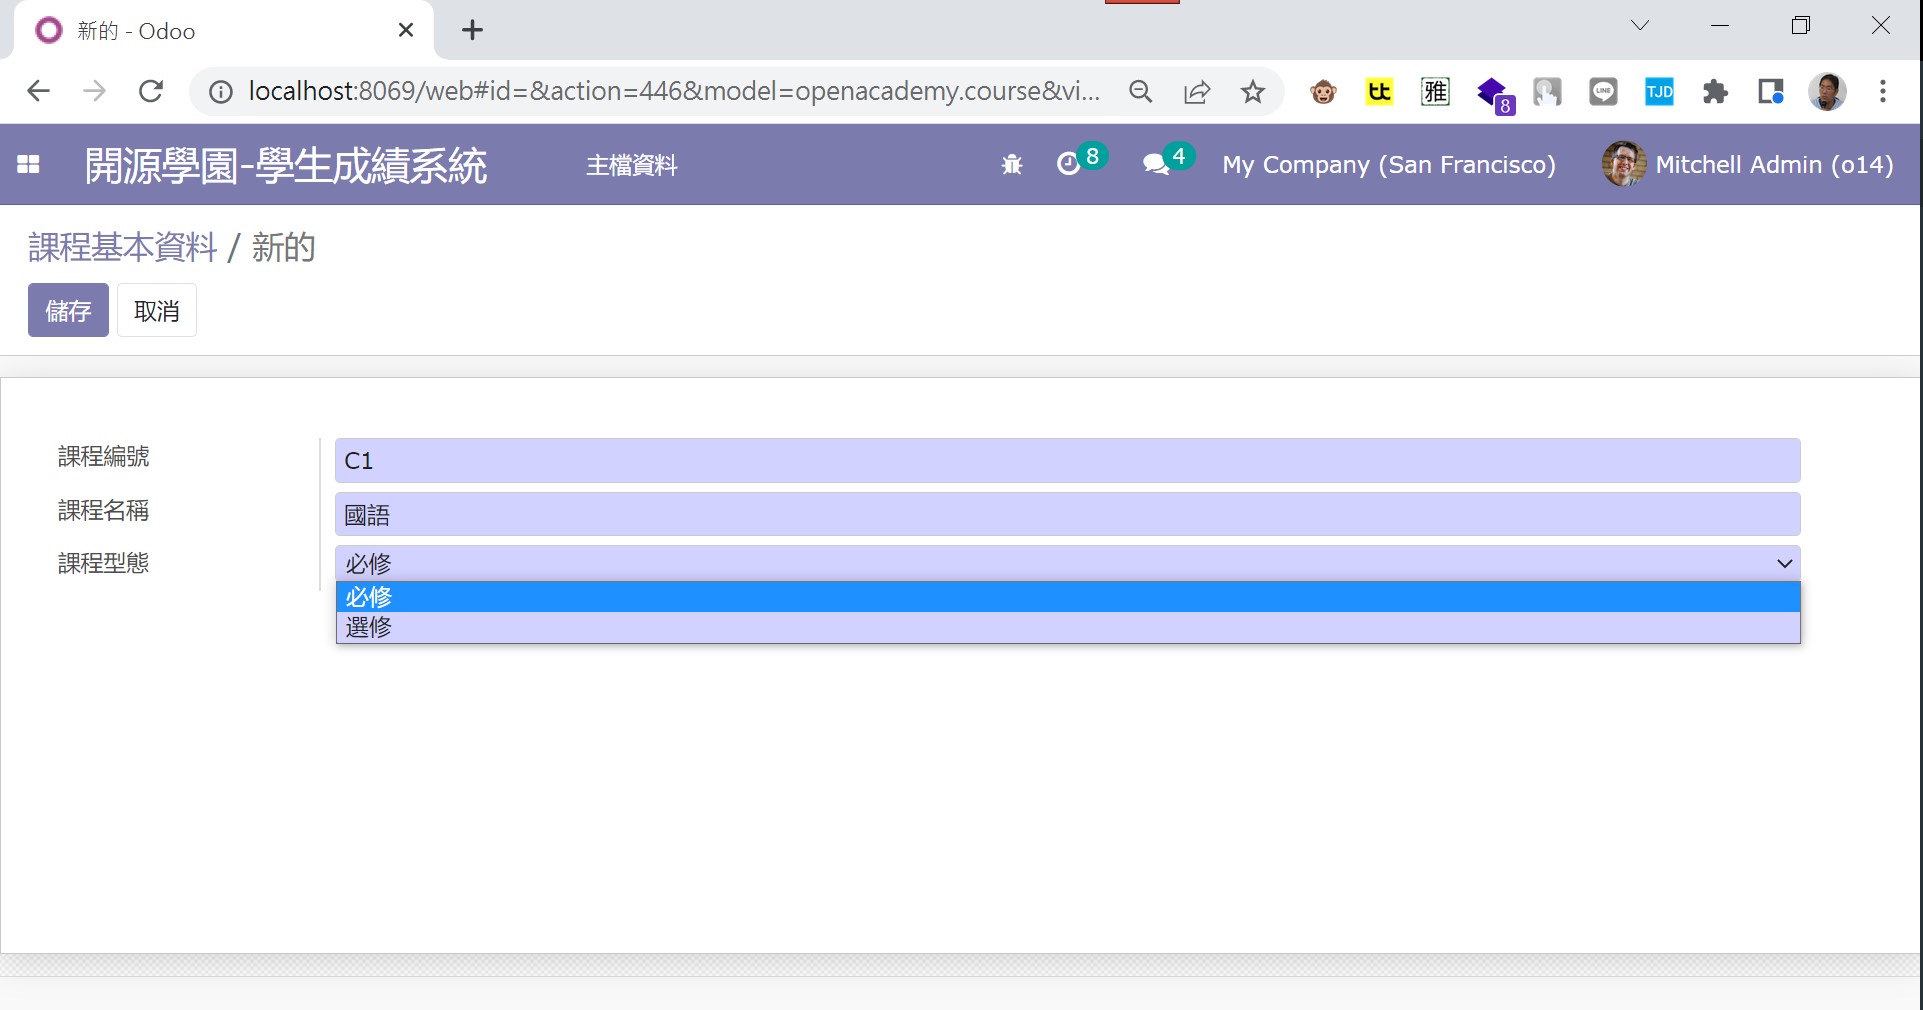 新的 - Odoo
localhost:8069/web#id=&action=446&model=openacademy.course&vi...
tt
雅
8
LINE
TJD
開源學園-學生成績系統
主檔資料
8
4
My Company (San Francisco)
Mitchell Admin (o14)
課程基本資料 / 新的
儲存
取消
課程編號
C1
課程名稱
國語
課程型態
必修
必修
選修